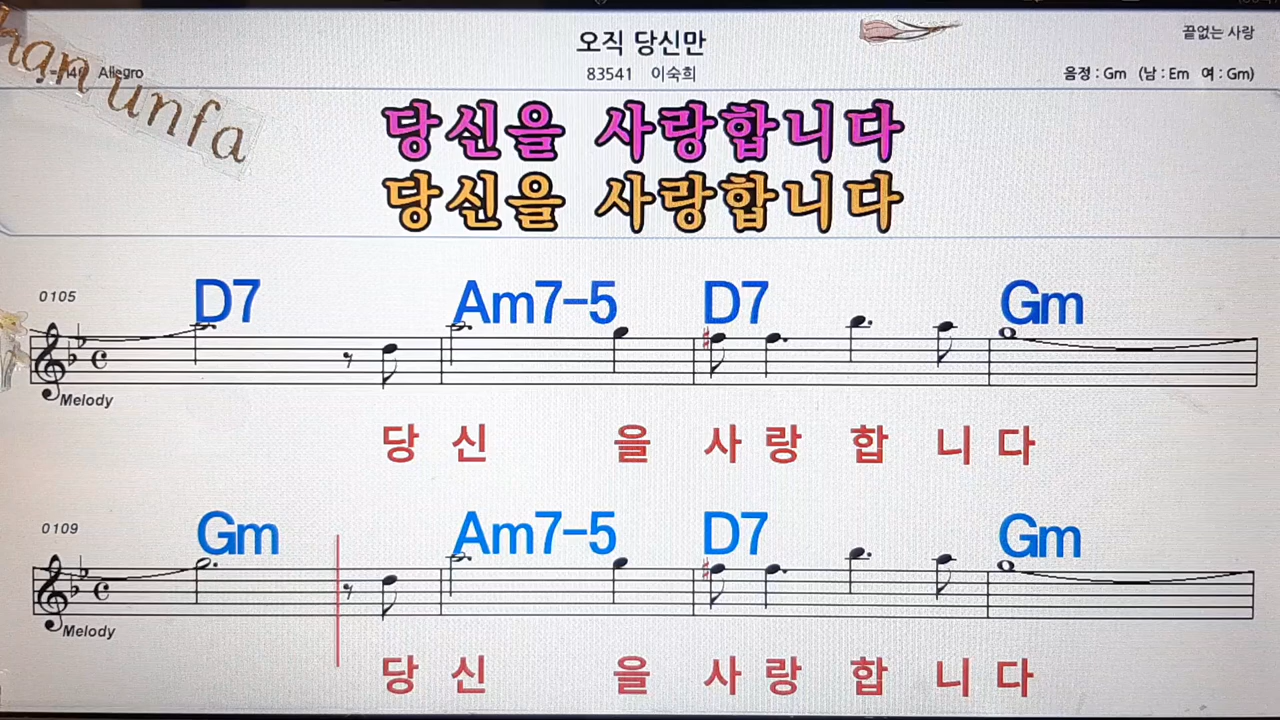 오직 당신만
끝없는 사랑
han unfa
Allegro
83541 이숙희
음정 : Gm (남 : Em 여 : Gm)
당신을 사랑합니다
당신을 사랑합니다
0105
D7 Am7-5 D7 Gm
Melody
당 신 을 사 랑 합 니 다
0109
Gm Am7-5 D7 Gm
Melody
당 신 을 사 랑 합 니 다